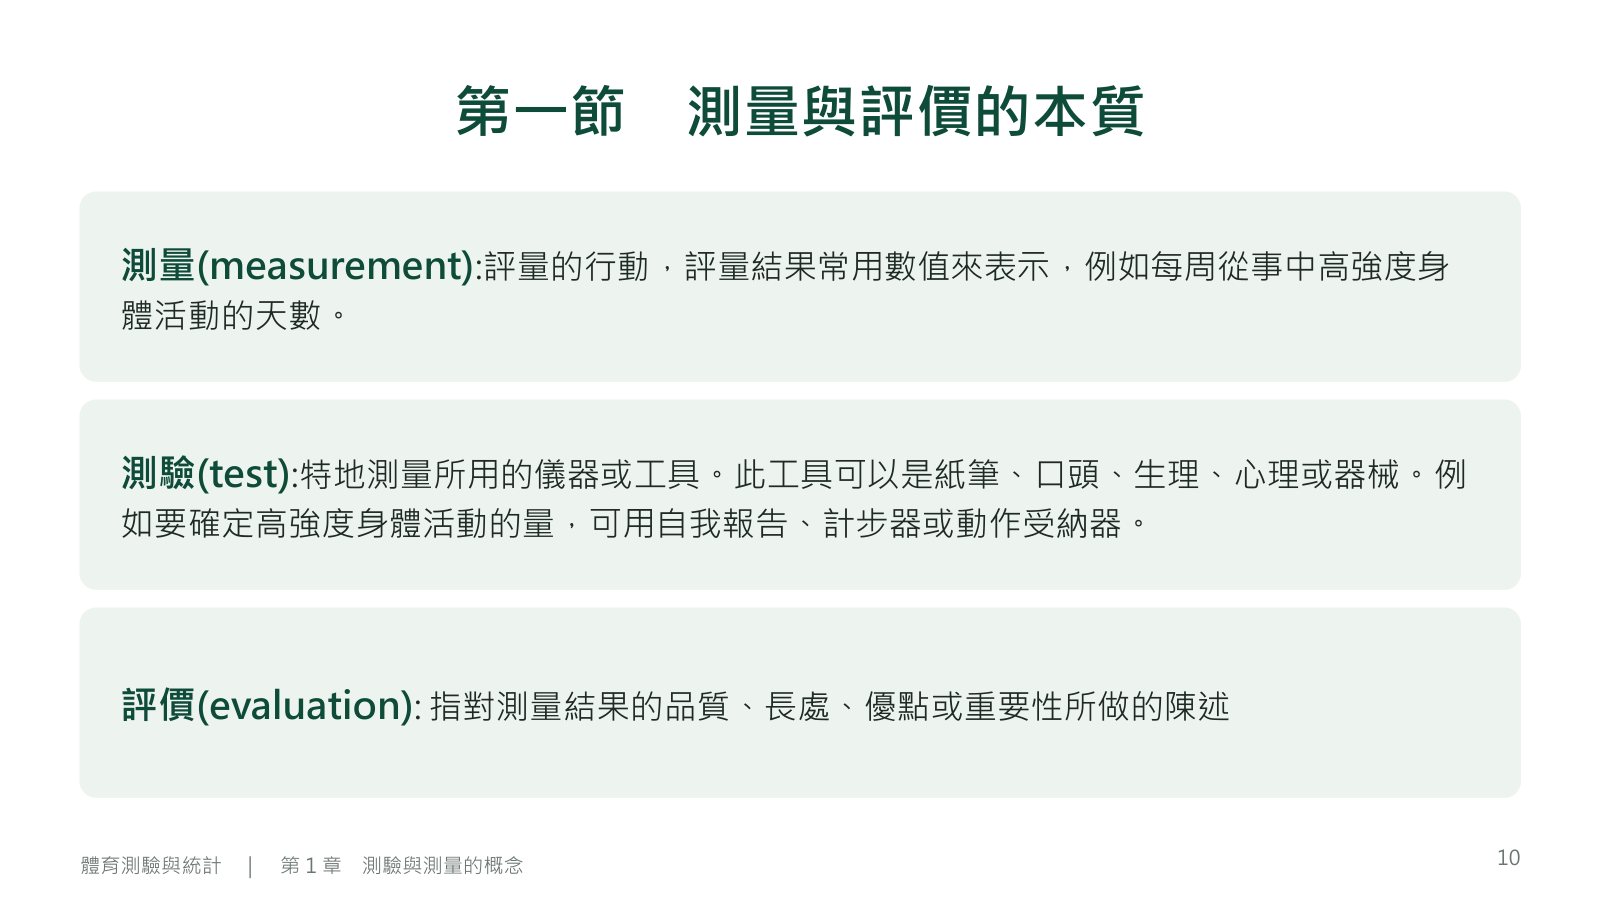 第一節　測量與評價的本質
測量(measurement):評量的行動，評量結果常用數值來表示，例如每周從事中高強度身
體活動的天數。
測驗(test):特地測量所用的儀器或工具。此工具可以是紙筆、口頭、生理、心理或器械。例
如要確定高強度身體活動的量，可用自我報告、計步器或動作受納器。
評價(evaluation): 指對測量結果的品質、長處、優點或重要性所做的陳述
體育測驗與統計　|　第 1 章　測驗與測量的概念
10